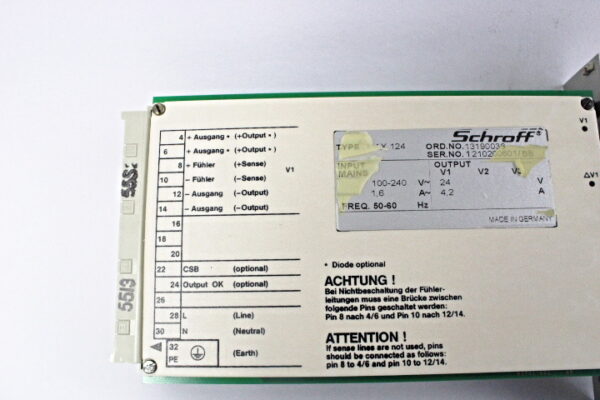 Schroff
TYPE 124 ORD.NO.13190039
SER.NO.
INPUT OUTPUT
MAINS V1 V2
100-240 V~ 24 V
1,6 A~ 4,2 A
FREQ. 50-60 Hz
MADE IN GERMANY
V1
△V1
4 + Ausgang • (+Output •)
6 + Ausgang • (+Output •)
8 – Fühler (+Sense)
10 – Fühler (–Sense)
V1
12 – Ausgang (–Output)
14 – Ausgang (–Output)
16
18
20
22 CSB (optional)
24 Output OK (optional)
26
28 L (Line)
30 N (Neutral)
32
PE (Earth)
• Diode optional
ACHTUNG !
Bei Nichtbeschaltung der Fühler-
leitungen muss eine Brücke zwischen
folgende Pins geschaltet werden:
Pin 8 nach 4/6 und Pin 10 nach 12/14.
ATTENTION !
If sense lines are not used, pins
should be connected as follows:
pin 8 to 4/6 and pin 10 to 12/14.
55/3